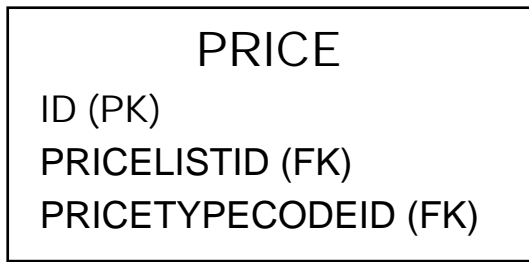 PRICE
ID (PK)
PRICELISTID (FK)
PRICETYPECODEID (FK)